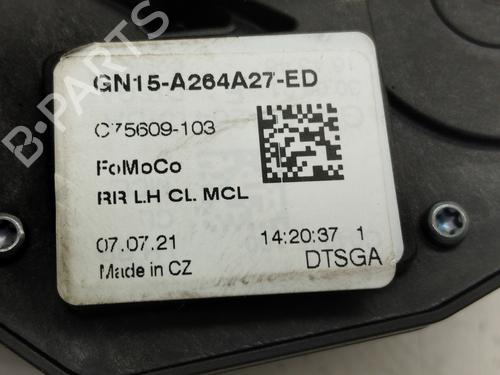 GN15-A264A27-ED
C75609-103
FoMoCo
RR LH CL MCL
07.07.21 14:20:37 1
Made in CZ DTSGA
B-PARTS